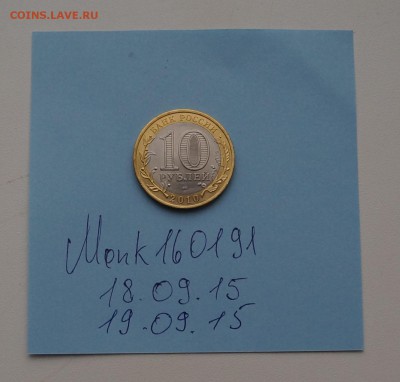 COINS.LAVE.RU
БАНК РОССИИ
10
РУБЛЕЙ
2010
Monk160191
18.09.15
19.09.15